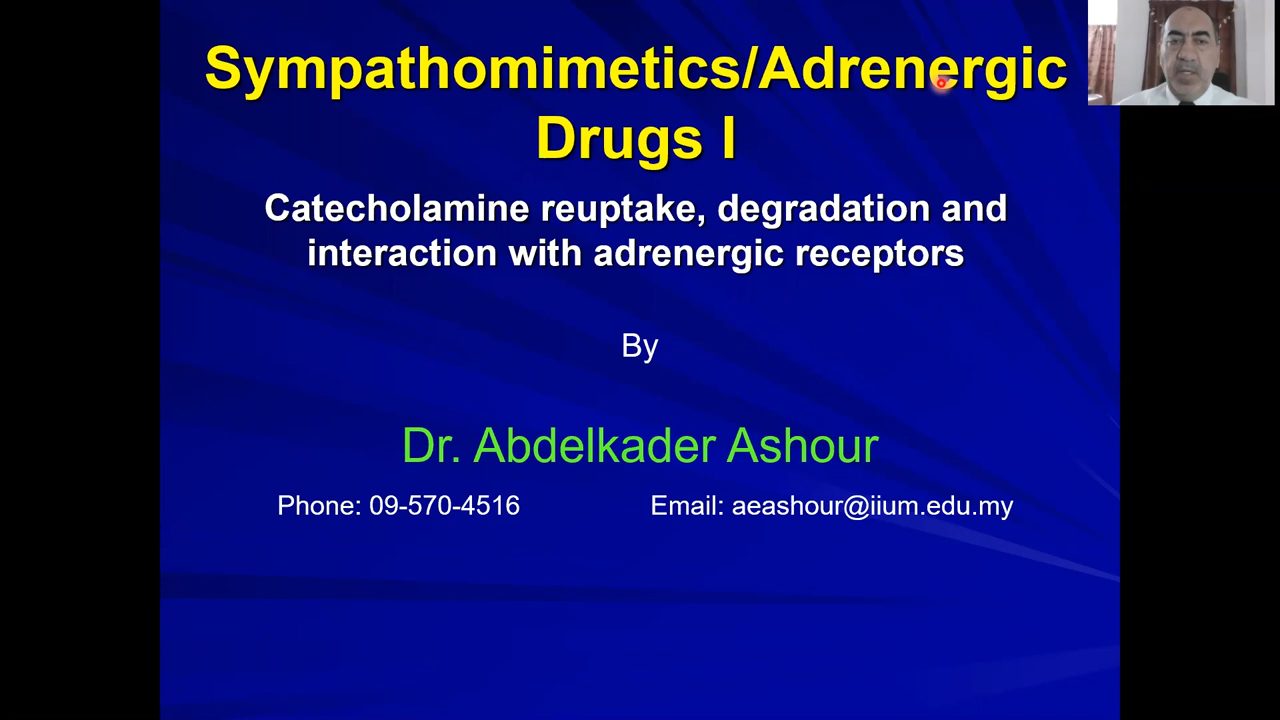 Sympathomimetics/Adrenergic
Drugs I
Catecholamine reuptake, degradation and
interaction with adrenergic receptors
By
Dr. Abdelkader Ashour
Phone: 09-570-4516 Email: aeashour@iium.edu.my